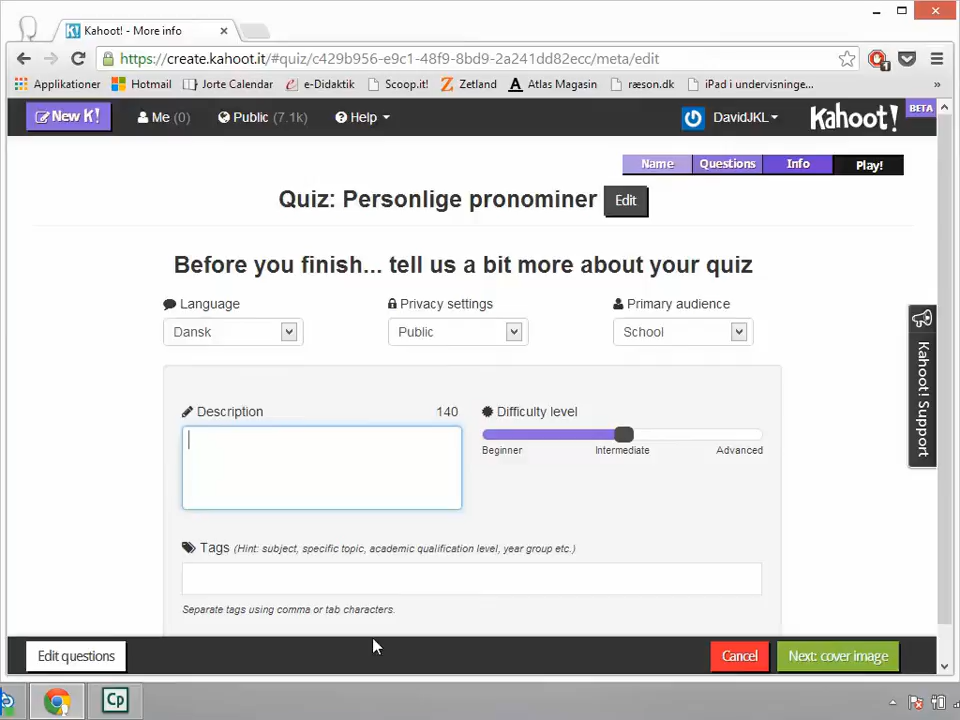 Kahoot! - More info
https://create.kahoot.it/#quiz/c429b956-e9c1-48f9-8bd9-2a241dd82ecc/meta/edit
Applikationer Hotmail Jorte Calendar e-Didaktik Scoop.it! Zetland Atlas Magasin ræson.dk iPad i undervisninge... »
New K! Me (0) Public (7.1k) Help DavidJKL Kahoot! BETA
Name Questions Info Play!
Quiz: Personlige pronominer Edit
Before you finish... tell us a bit more about your quiz
Language Privacy settings Primary audience
Dansk Public School
Kahoot! Support
Description 140 Difficulty level
Beginner Intermediate Advanced
Tags (Hint: subject, specific topic, academic qualification level, year group etc.)
Separate tags using comma or tab characters.
Edit questions Cancel Next: cover image
Cp